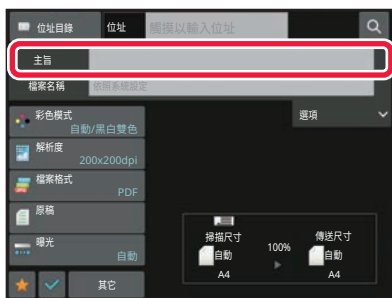 位址目錄 位址 觸摸以輸入位址
主旨
檔案名稱 依照系統設定
彩色模式
自動/黑白雙色
選項
解析度
200x200dpi
檔案格式
PDF
原稿
曝光
自動
掃描尺寸
自動
A4
100%
傳送尺寸
自動
A4
其它